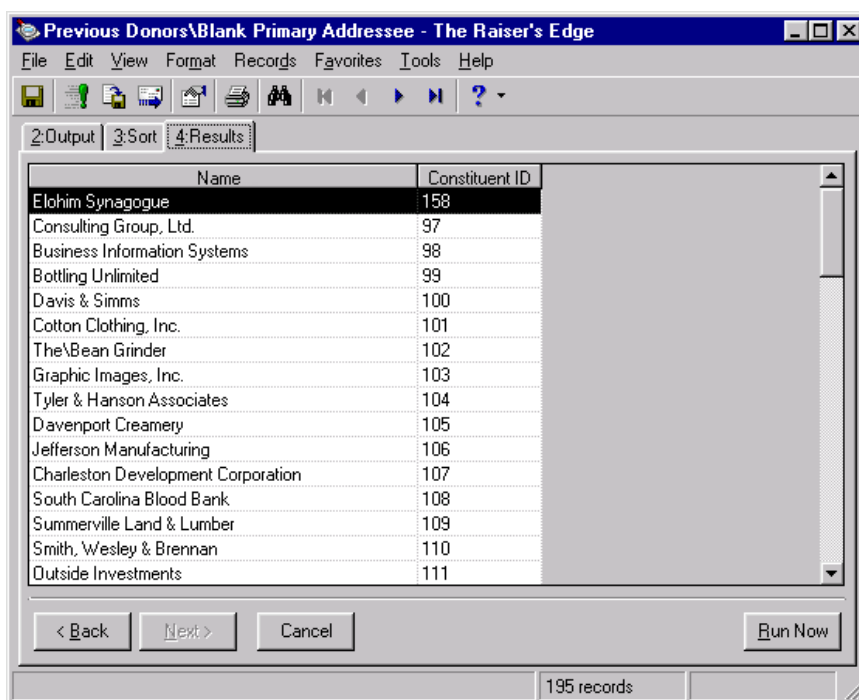 Previous Donors\Blank Primary Addressee - The Raiser's Edge
File Edit View Format Records Favorites Tools Help
2:Output 3:Sort 4:Results
Name Constituent ID
Elohim Synagogue 158
Consulting Group, Ltd. 97
Business Information Systems 98
Bottling Unlimited 99
Davis & Simms 100
Cotton Clothing, Inc. 101
The\Bean Grinder 102
Graphic Images, Inc. 103
Tyler & Hanson Associates 104
Davenport Creamery 105
Jefferson Manufacturing 106
Charleston Development Corporation 107
South Carolina Blood Bank 108
Summerville Land & Lumber 109
Smith, Wesley & Brennan 110
Outside Investments 111
< Back Next > Cancel Run Now
195 records